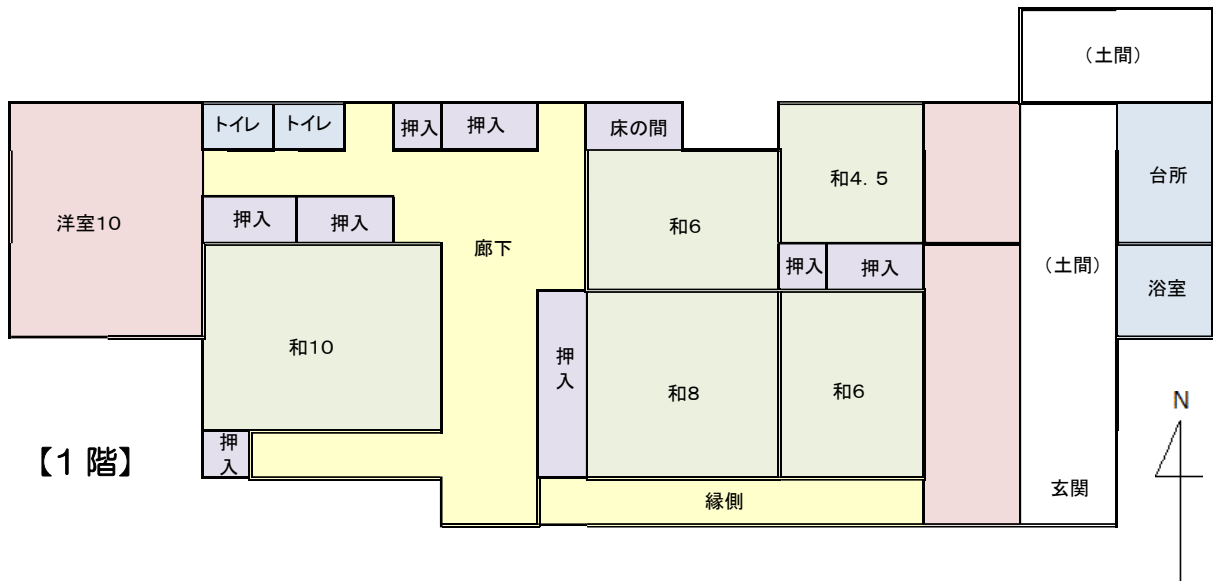 （土間）
トイレ
トイレ
押入
押入
床の間
和4．5
台所
洋室10
押入
押入
廊下
和6
押入
押入
（土間）
浴室
和10
押入
和8
和6
N
【1 階】
押入
縁側
玄関